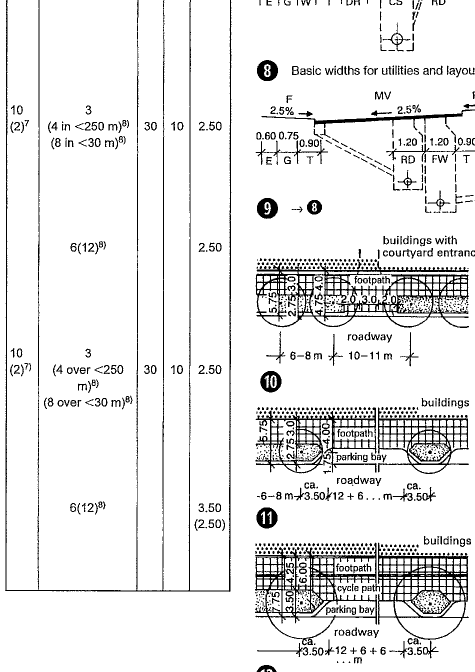 10
(2)⁷
3
(4 in <250 m)⁸⁾
(8 in <30 m)⁸⁾
30
10
2.50
6(12)⁸⁾
2.50
10
(2)⁷⁾
3
(4 over <250
m)⁸⁾
(8 over <30 m)⁸⁾
30
10
2.50
6(12)⁸⁾
3.50
(2.50)
E G W T DR CS RD
8 Basic widths for utilities and layou
F MV
2.5% 2.5%
0.60 0.75 0.90 1.20 1.20 0.90
E G T RD FW T
9 → 8
buildings with
courtyard entranc
footpath
5.75 2.75 3.0 4.75 4.0
2.0 3.0 2.0
roadway
6–8 m 10–11 m
10
buildings
5.75 2.75 3.0 1.75 4.00
footpath
parking bay
roadway
ca. ca.
-6–8 m 3.50 12 + 6 . . . m 3.50
11
buildings
7.75 3.50 4.25 6.00
footpath
cycle path
parking bay
roadway
ca. ca.
3.50 12 + 6 + 6 3.50
. . . m